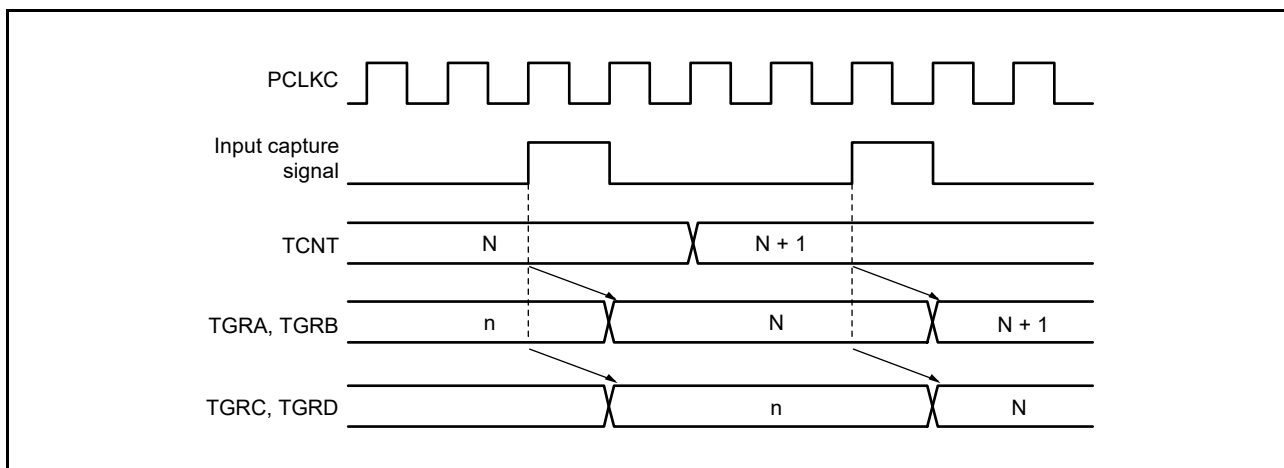 PCLKC
Input capture
signal
TCNT
N
N + 1
TGRA, TGRB
n
N
N + 1
TGRC, TGRD
n
N